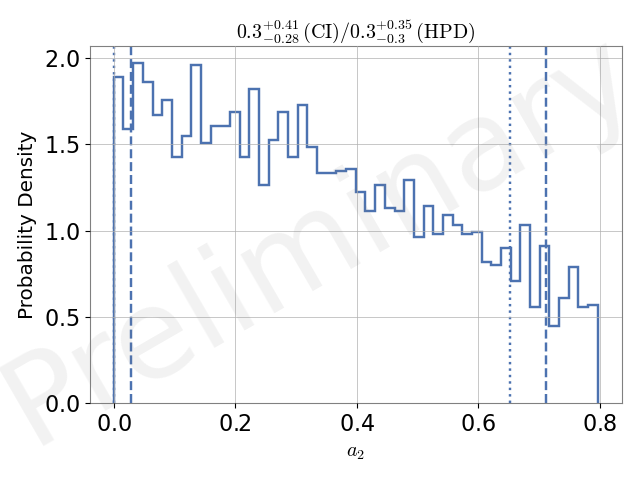 $0.3^{+0.41}_{-0.28}\,(\mathrm{CI})/0.3^{+0.35}_{-0.3}\,(\mathrm{HPD})$
2.0
1.5
1.0
0.5
0.0
Probability Density
Preliminary
0.0 0.2 0.4 0.6 0.8
$a_2$